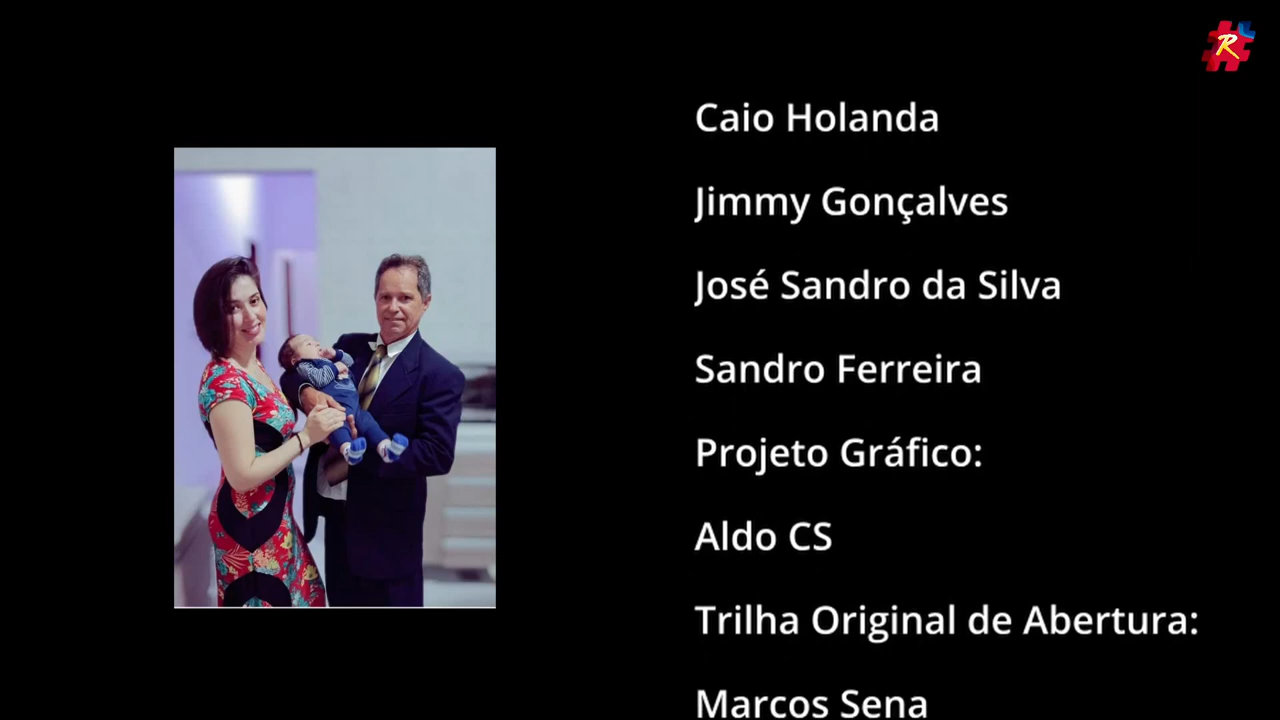 R
Caio Holanda
Jimmy Gonçalves
José Sandro da Silva
Sandro Ferreira
Projeto Gráfico:
Aldo CS
Trilha Original de Abertura:
Marcos Sena